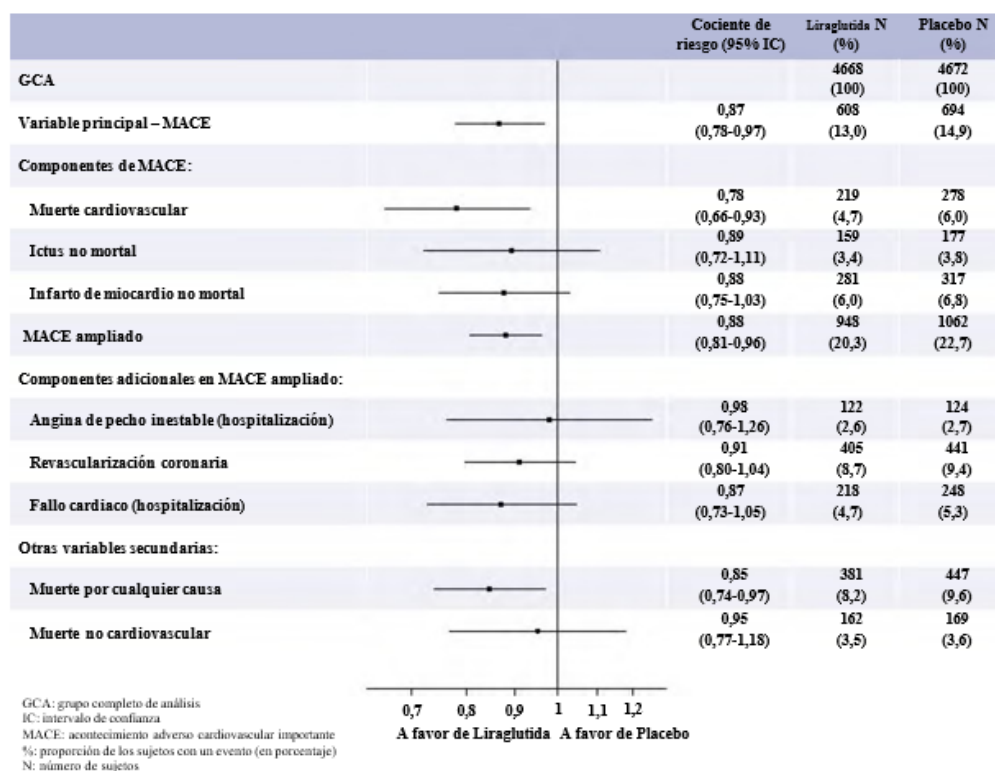 Cociente de riesgo (95% IC) Liraglutida N (%) Placebo N (%)
GCA 4668 (100) 4672 (100)
Variable principal – MACE 0,87 (0,78-0,97) 608 (13,0) 694 (14,9)
Componentes de MACE:
Muerte cardiovascular 0,78 (0,66-0,93) 219 (4,7) 278 (6,0)
Ictus no mortal 0,89 (0,72-1,11) 159 (3,4) 177 (3,8)
Infarto de miocardio no mortal 0,88 (0,75-1,03) 281 (6,0) 317 (6,8)
MACE ampliado 0,88 (0,81-0,96) 948 (20,3) 1062 (22,7)
Componentes adicionales en MACE ampliado:
Angina de pecho inestable (hospitalización) 0,98 (0,76-1,26) 122 (2,6) 124 (2,7)
Revascularización coronaria 0,91 (0,80-1,04) 405 (8,7) 441 (9,4)
Fallo cardiaco (hospitalización) 0,87 (0,73-1,05) 218 (4,7) 248 (5,3)
Otras variables secundarias:
Muerte por cualquier causa 0,85 (0,74-0,97) 381 (8,2) 447 (9,6)
Muerte no cardiovascular 0,95 (0,77-1,18) 162 (3,5) 169 (3,6)
0,7 0,8 0,9 1 1,1 1,2
A favor de Liraglutida A favor de Placebo
GCA: grupo completo de análisis
IC: intervalo de confianza
MACE: acontecimiento adverso cardiovascular importante
%: proporción de los sujetos con un evento (en porcentaje)
N: número de sujetos